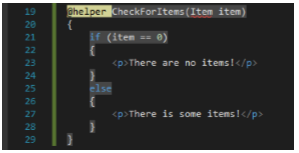 19 @helper CheckForItems(Item item)
20 {
21 if (item == 0)
22 {
23 <p>There are no items!</p>
24 }
25 else
26 {
27 <p>There is some items!</p>
28 }
29 }